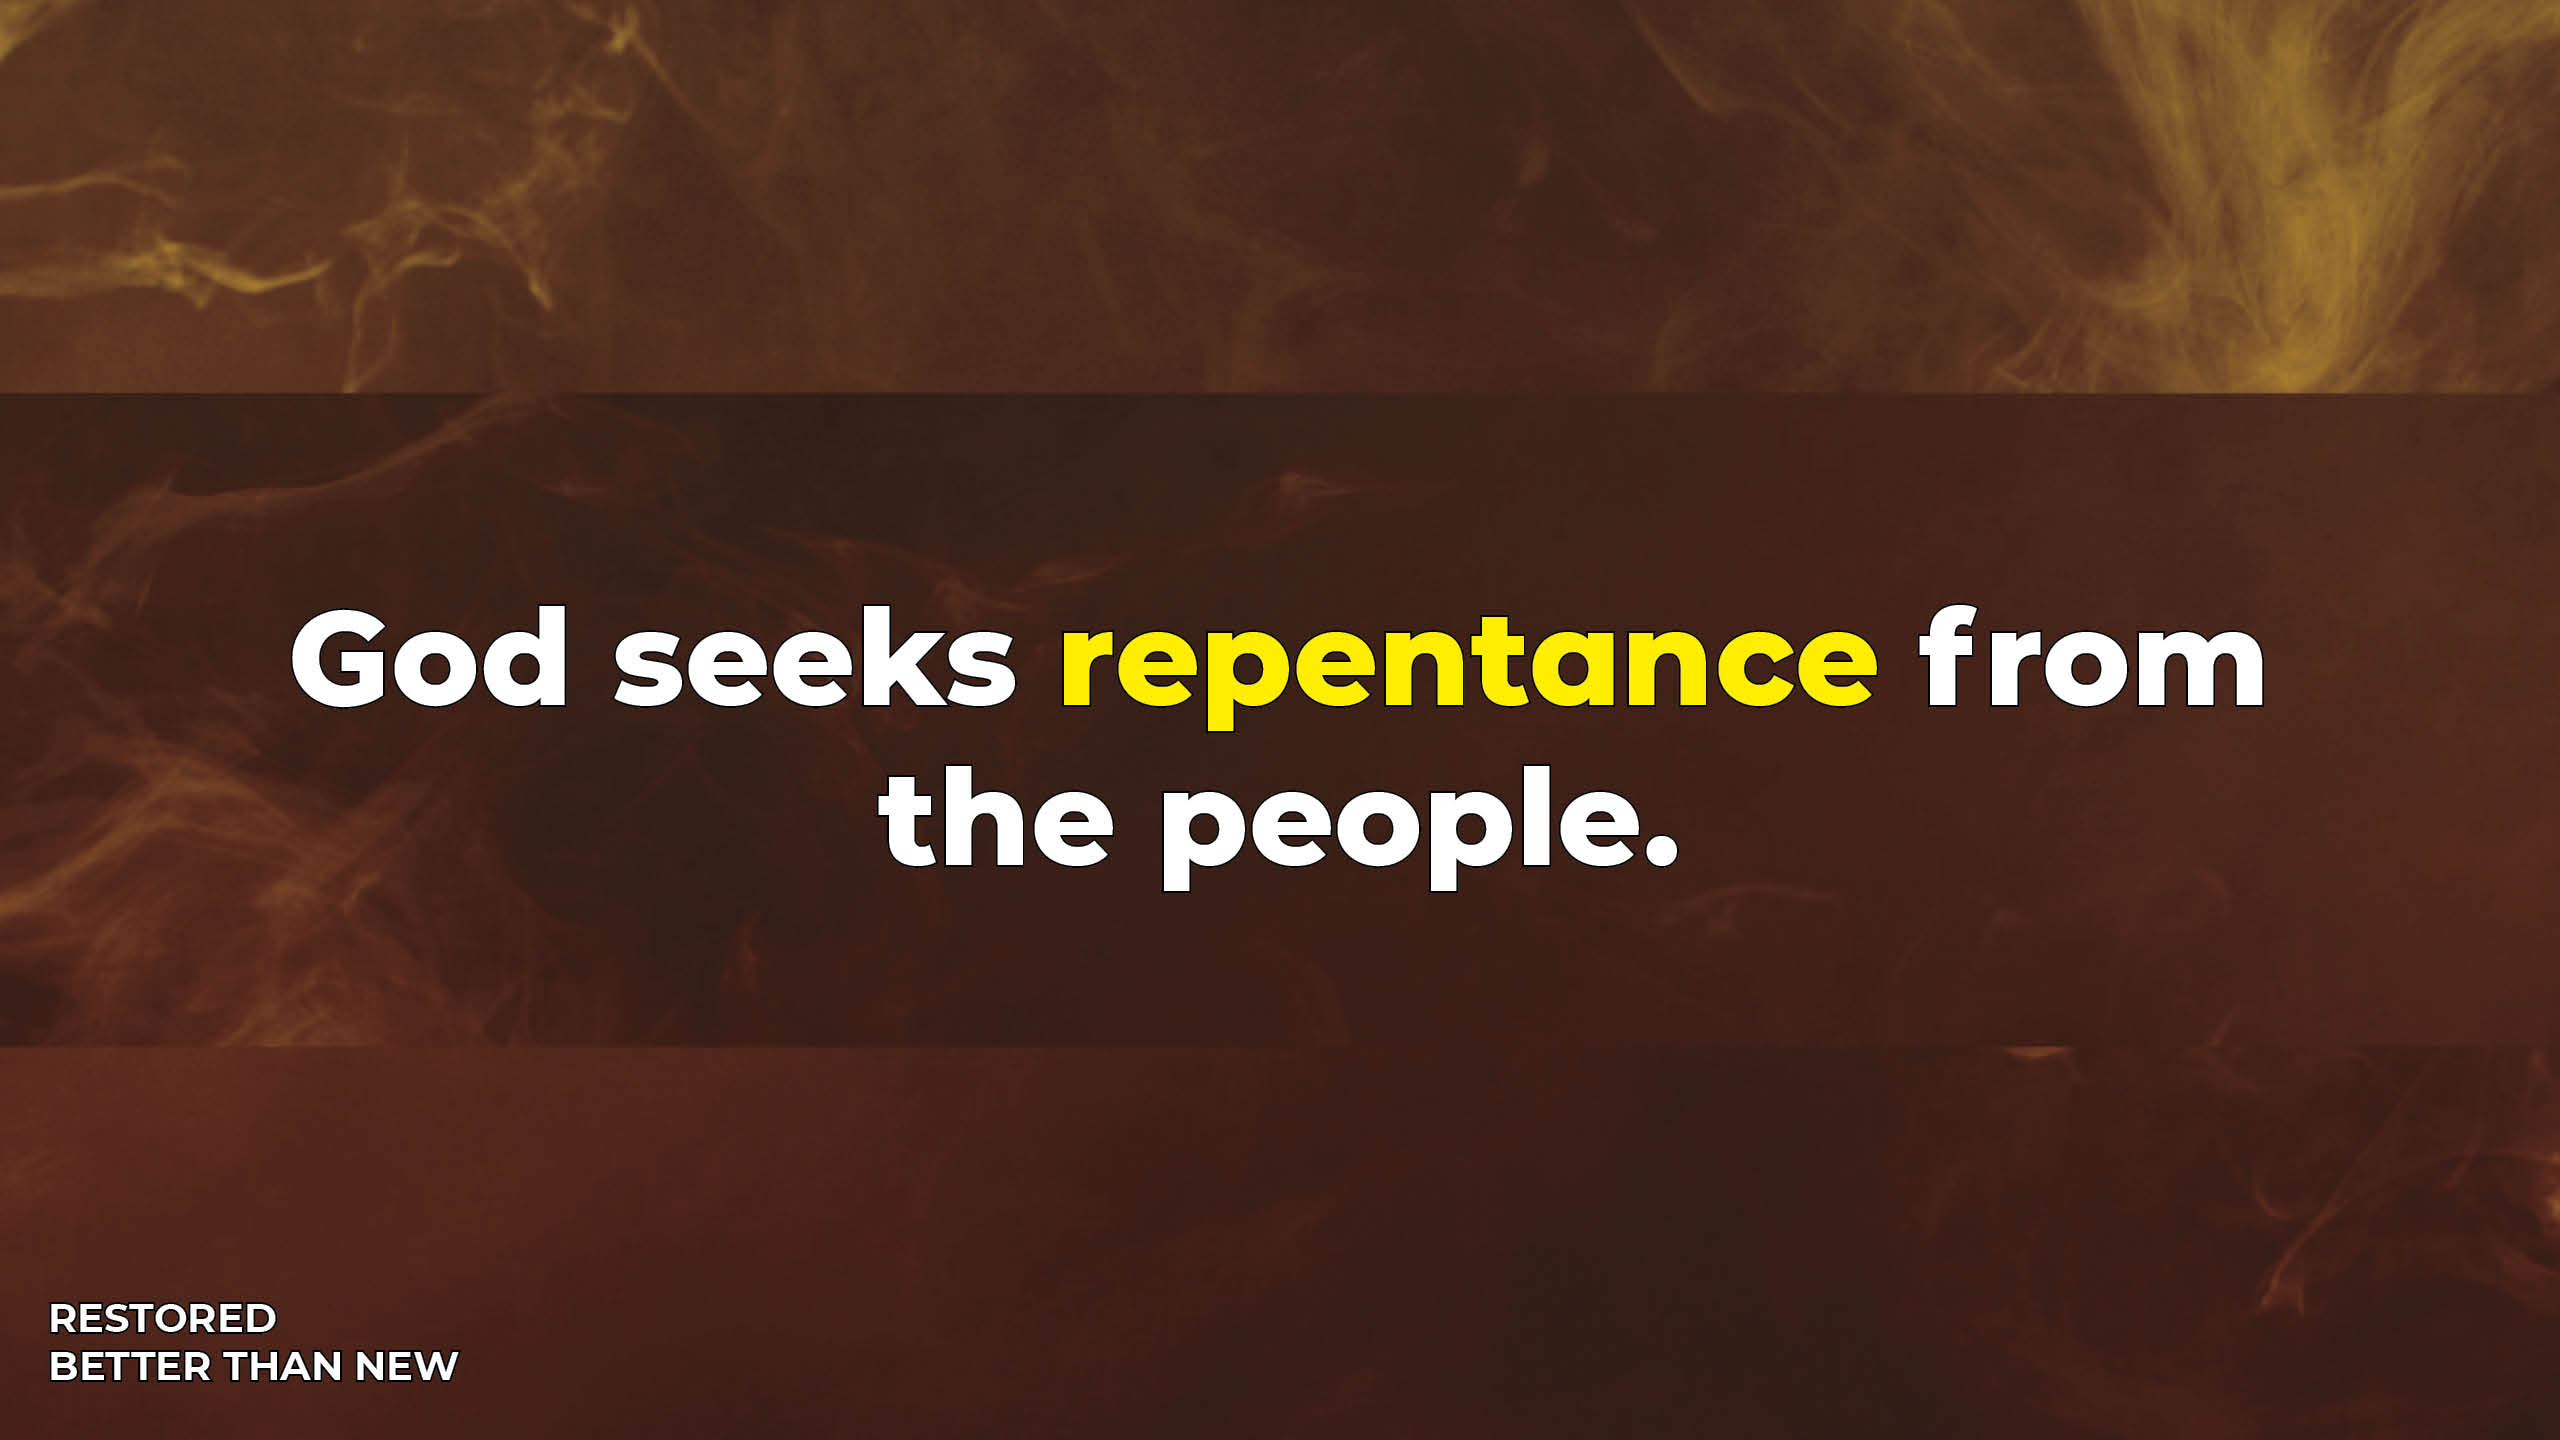 God seeks repentance from
the people.
RESTORED
BETTER THAN NEW